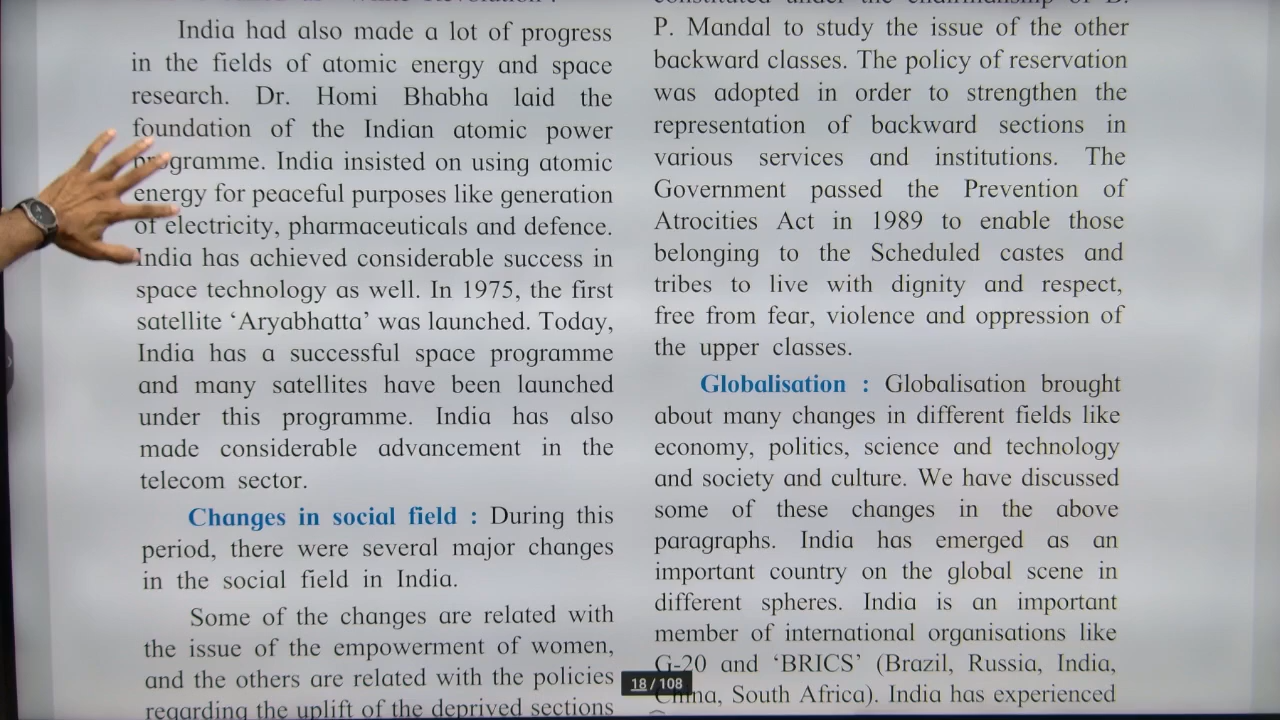 India had also made a lot of progress
in the fields of atomic energy and space
research. Dr. Homi Bhabha laid the
foundation of the Indian atomic power
programme. India insisted on using atomic
energy for peaceful purposes like generation
of electricity, pharmaceuticals and defence.
India has achieved considerable success in
space technology as well. In 1975, the first
satellite ‘Aryabhatta’ was launched. Today,
India has a successful space programme
and many satellites have been launched
under this programme. India has also
made considerable advancement in the
telecom sector.
Changes in social field : During this
period, there were several major changes
in the social field in India.
Some of the changes are related with
the issue of the empowerment of women,
and the others are related with the policies
regarding the uplift of the deprived sections
P. Mandal to study the issue of the other
backward classes. The policy of reservation
was adopted in order to strengthen the
representation of backward sections in
various services and institutions. The
Government passed the Prevention of
Atrocities Act in 1989 to enable those
belonging to the Scheduled castes and
tribes to live with dignity and respect,
free from fear, violence and oppression of
the upper classes.
Globalisation : Globalisation brought
about many changes in different fields like
economy, politics, science and technology
and society and culture. We have discussed
some of these changes in the above
paragraphs. India has emerged as an
important country on the global scene in
different spheres. India is an important
member of international organisations like
G-20 and ‘BRICS’ (Brazil, Russia, India,
China, South Africa). India has experienced
18 / 108